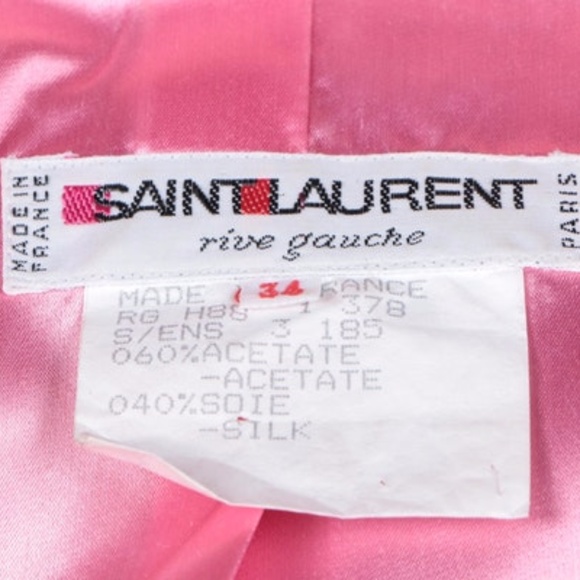 MADE IN
FRANCE
SAINT LAURENT
rive gauche
PARIS
MADE 34 RANCE
RG H88 1 378
S/ENS 3 185
060%ACETATE
-ACETATE
040%SOIE
-SILK